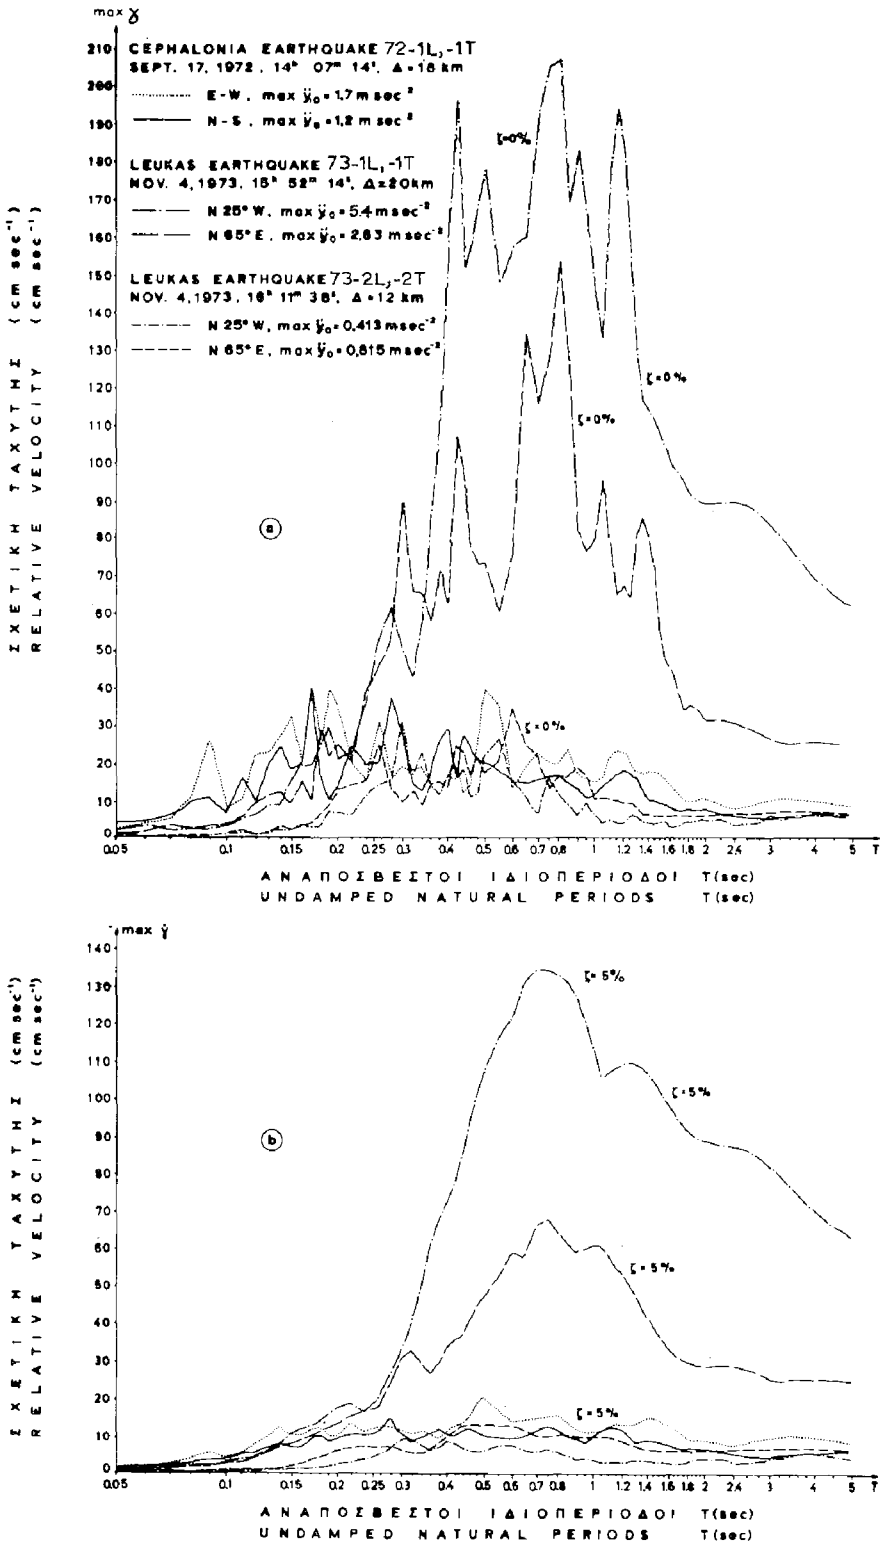 max ẏ
CEPHALONIA EARTHQUAKE 72-1L,-1T
SEPT. 17, 1972, 14ʰ 07ᵐ 14ˢ, Δ=18 km
E-W, max ÿ₀=1,7 m sec⁻²
N-S, max ÿ₀=1,2 m sec⁻²
LEUKAS EARTHQUAKE 73-1L,-1T
NOV. 4, 1973, 15ʰ 52ᵐ 14ˢ, Δ=20km
N 25° W, max ÿ₀=5.4 m sec⁻²
N 65° E, max ÿ₀=2,63 m sec⁻²
LEUKAS EARTHQUAKE 73-2L,-2T
NOV. 4, 1973, 16ʰ 11ᵐ 38ˢ, Δ=12 km
N 25° W, max ÿ₀=0,413 m sec⁻²
N 65° E, max ÿ₀=0,615 m sec⁻²
210
200
190
180
170
160
150
140
130
120
110
100
90
80
70
60
50
40
30
20
10
0
ζ=0%
ζ=0%
ζ=0%
ζ=0%
a
ΣΧΕΤΙΚΗ ΤΑΧΥΤΗΣ (cm sec⁻¹)
RELATIVE VELOCITY (cm sec⁻¹)
0.05 0.1 0.15 0.2 0.25 0.3 0.4 0.5 0.6 0.7 0.8 1 1.2 1.4 1.6 1.8 2 2.4 3 4 5 T
ΑΝΑΠΟΣΒΕΣΤΟΙ ΙΔΙΟΠΕΡΙΟΔΟΙ T(sec)
UNDAMPED NATURAL PERIODS T(sec)
max ẏ
140
130
120
110
100
90
80
70
60
50
40
30
20
10
0
ζ=5%
ζ=5%
ζ=5%
ζ=5%
b
ΣΧΕΤΙΚΗ ΤΑΧΥΤΗΣ (cm sec⁻¹)
RELATIVE VELOCITY (cm sec⁻¹)
0.05 0.1 0.15 0.2 0.25 0.3 0.4 0.5 0.6 0.7 0.8 1 1.2 1.4 1.6 1.8 2 2.4 3 4 5 T
ΑΝΑΠΟΣΒΕΣΤΟΙ ΙΔΙΟΠΕΡΙΟΔΟΙ T(sec)
UNDAMPED NATURAL PERIODS T(sec)